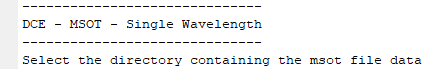 ------------------------------
DCE - MSOT - Single Wavelength
------------------------------
Select the directory containing the msot file data